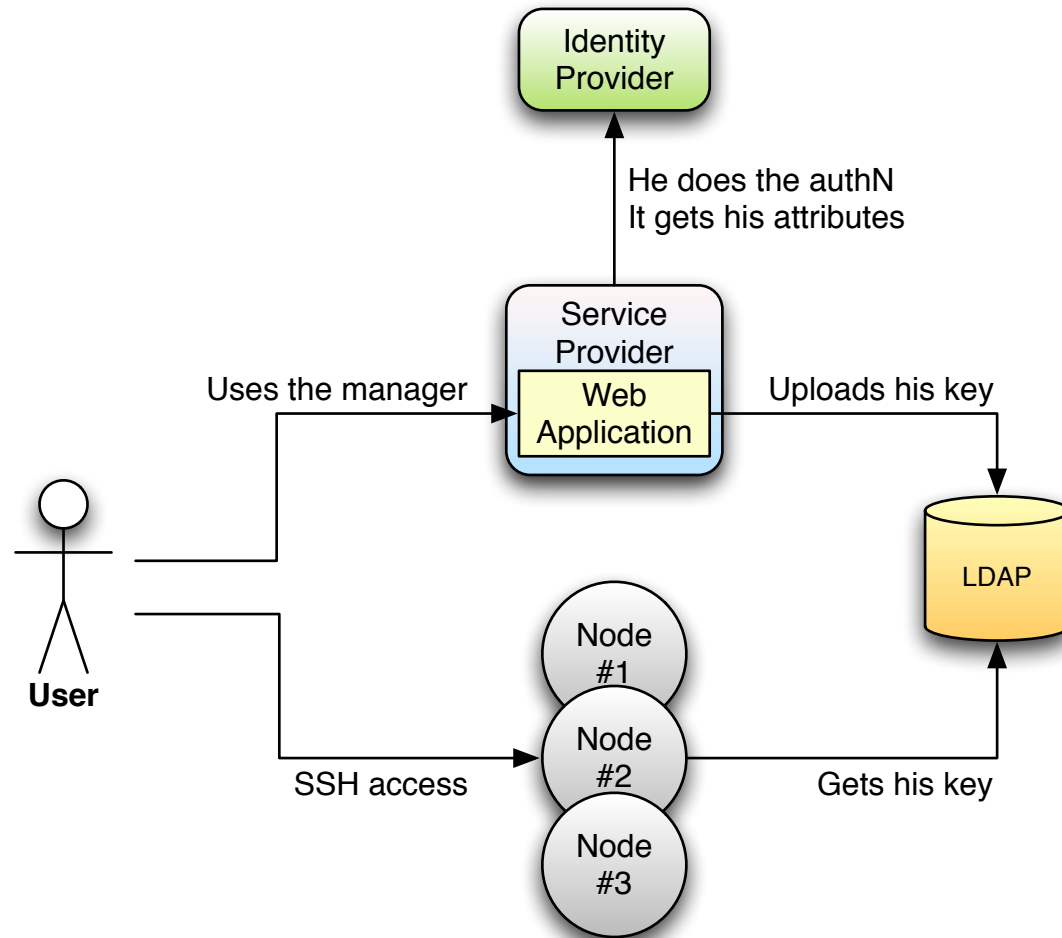 Identity
Provider
He does the authN
It gets his attributes
Service
Provider
Uses the manager
Web
Application
Uploads his key
LDAP
User
Node
#1
Node
#2
SSH access
Gets his key
Node
#3